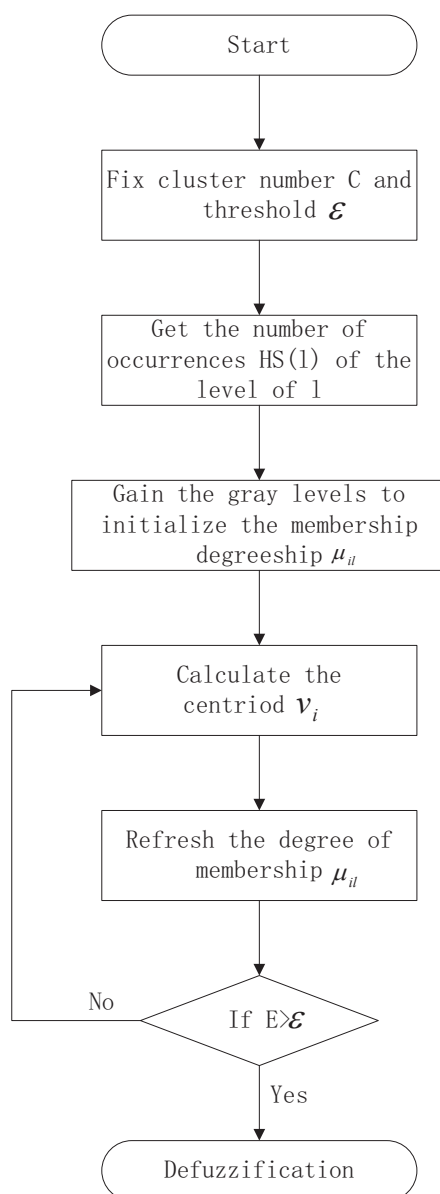 Start
Fix cluster number C and
threshold ε
Get the number of
occurrences HS(l) of the
level of l
Gain the gray levels to
initialize the membership
degreeship μil
Calculate the
centriod vi
Refresh the degree of
membership μil
No
If E>ε
Yes
Defuzzification